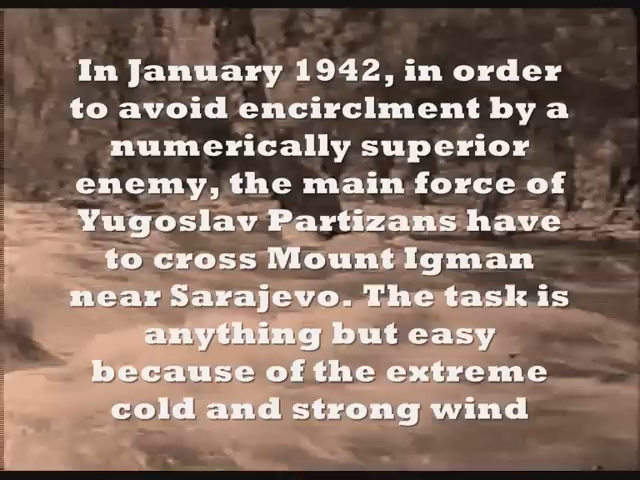 In January 1942, in order
to avoid encirclment by a
numerically superior
enemy, the main force of
Yugoslav Partizans have
to cross Mount Igman
near Sarajevo. The task is
anything but easy
because of the extreme
cold and strong wind